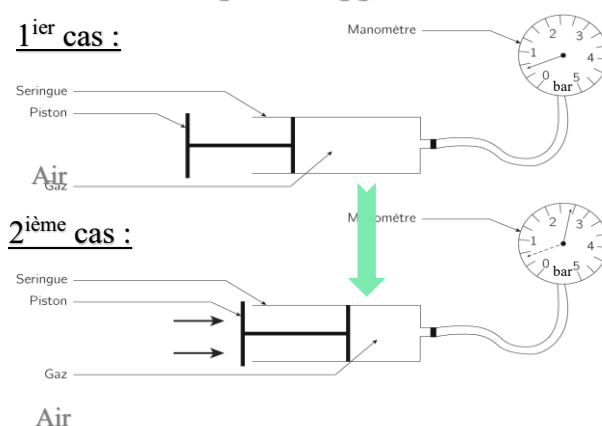 1ier cas :
Manomètre
2 3
1 4
0 5
bar
Seringue
Piston
Air
Gaz
2ième cas :
2 3
1 4
0 5
bar
Seringue
Piston
Gaz
Air